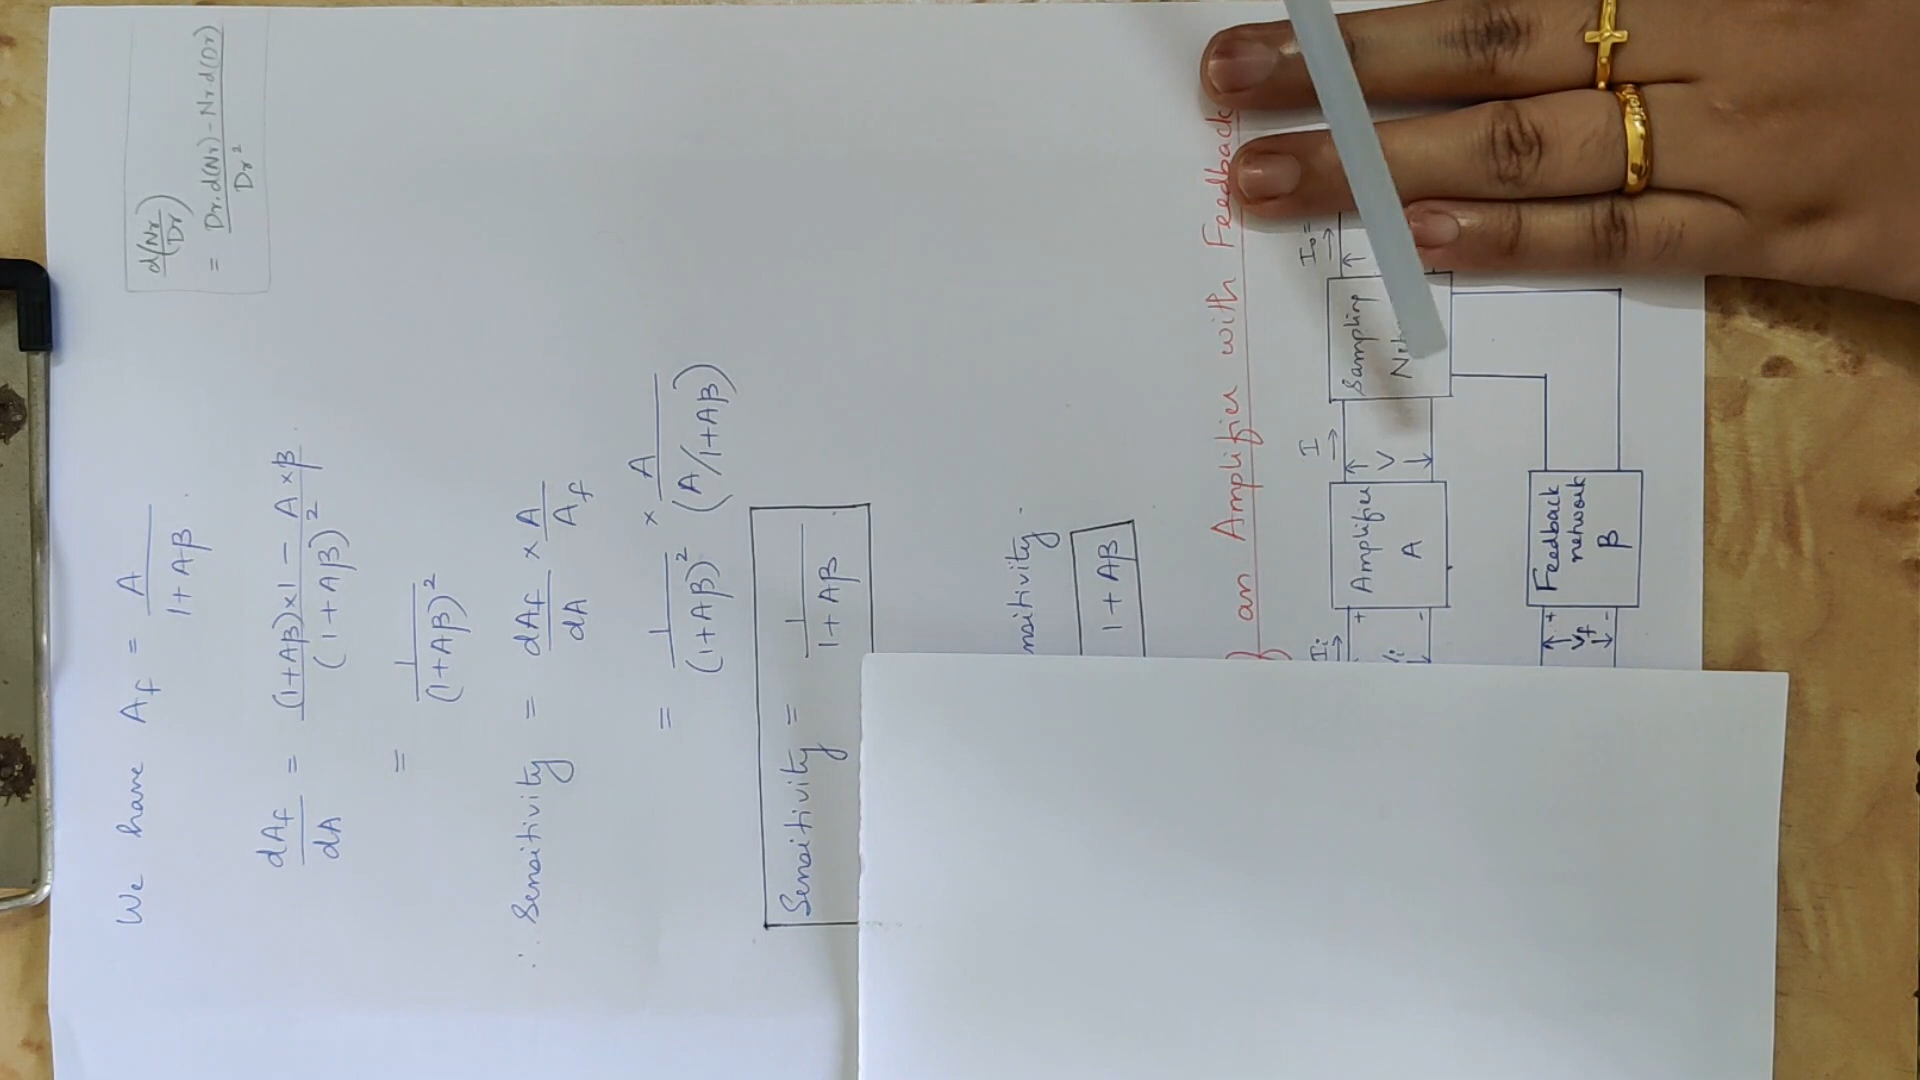 We have Af = A / 1 + Aβ .
d(Nr/Dr)
= Dr. d(Nr) - Nr. d(Dr) / Dr²
dAf / dA = (1+Aβ)×1 - A×β / (1+Aβ)²
= 1 / (1+Aβ)²
∴ Sensitivity = dAf / dA × A / Af
= 1 / (1+Aβ)² × A / (A/1+Aβ)
Sensitivity = 1 / 1+Aβ .
nsitivity .
1 + Aβ
an Amplifier with Feedback
Ii → I → Io =
+ Amplifier A - V Sampling
+ Vf - Feedback network β